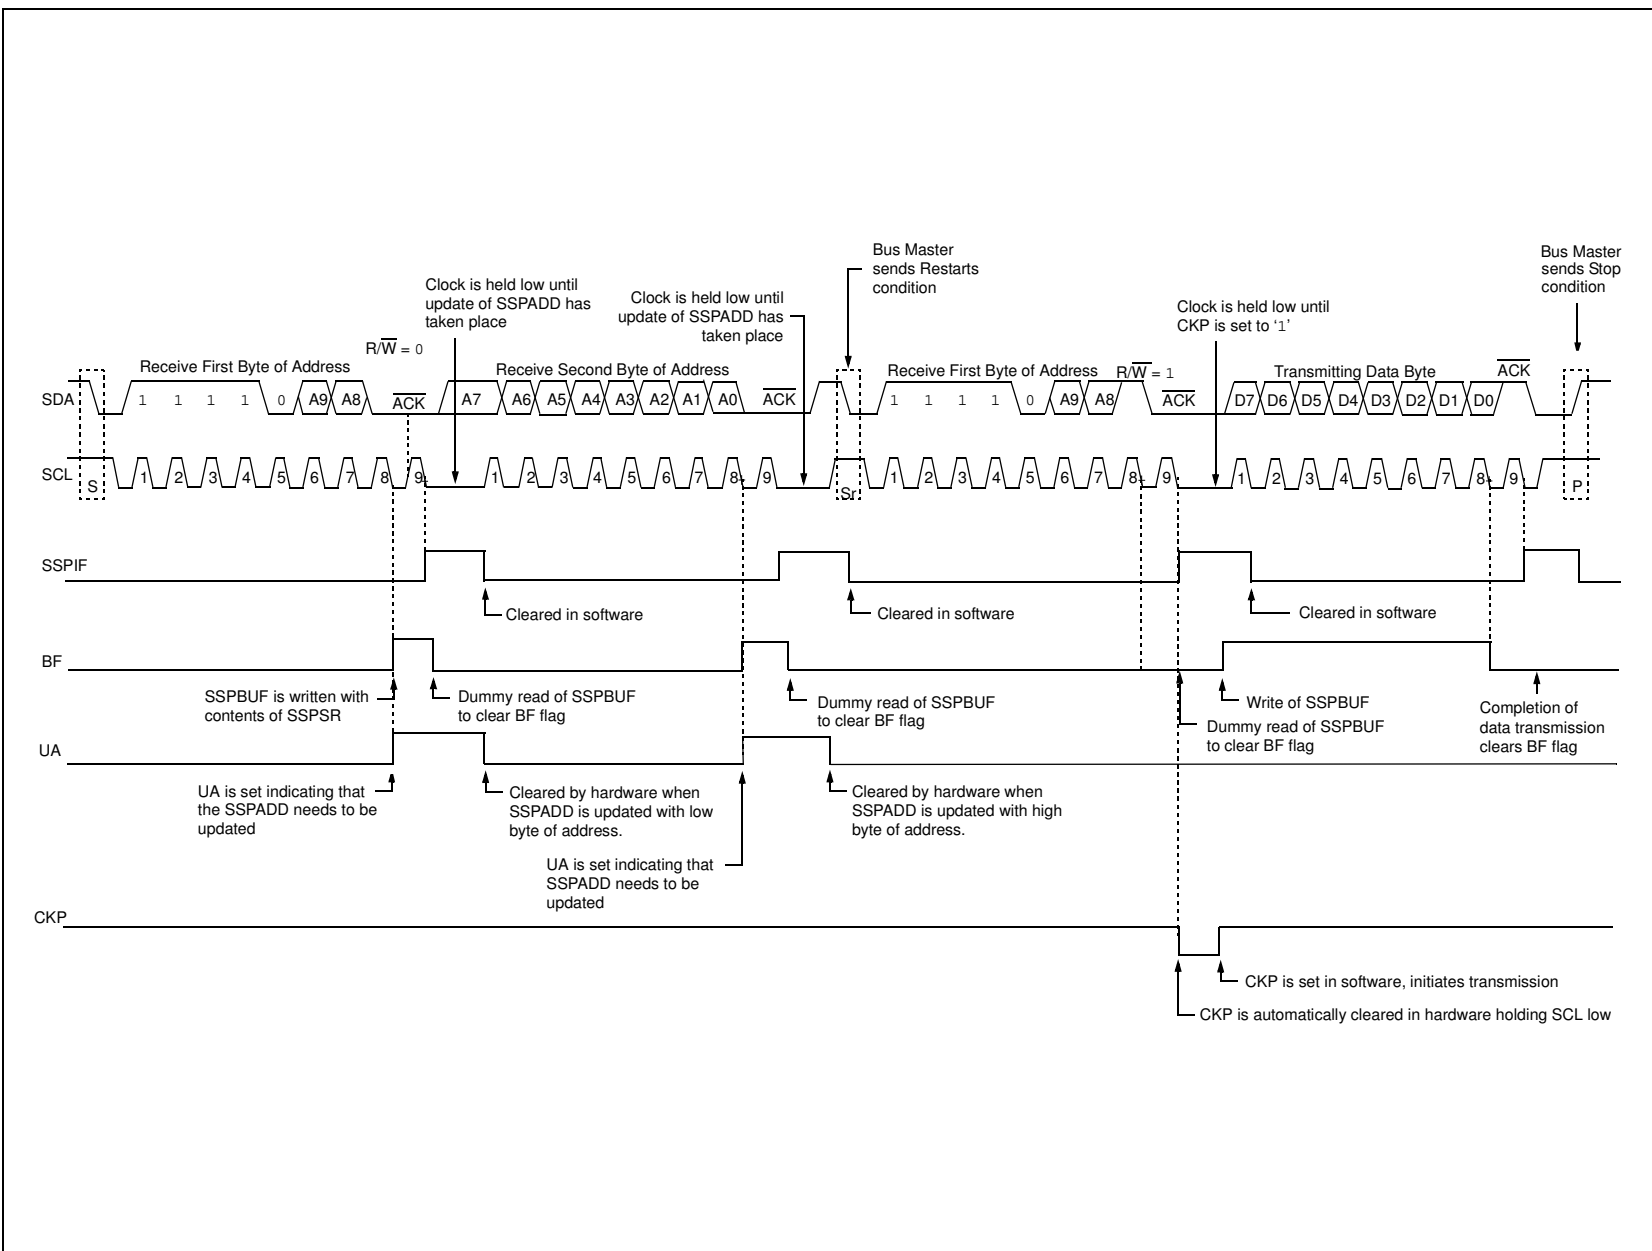 Bus Master
sends Restarts
condition
Bus Master
sends Stop
condition
Clock is held low until
update of SSPADD has
taken place
Clock is held low until
update of SSPADD has
taken place
Clock is held low until
CKP is set to ‘1’
R/W = 0
Receive First Byte of Address
Receive Second Byte of Address
Receive First Byte of Address
R/W = 1
Transmitting Data Byte
ACK
SDA
1 1 1 1 0 A9 A8
ACK
A7 A6 A5 A4 A3 A2 A1 A0
ACK
1 1 1 1 0 A9 A8
ACK
D7 D6 D5 D4 D3 D2 D1 D0
SCL
S
1 2 3 4 5 6 7 8 9
1 2 3 4 5 6 7 8 9
Sr
1 2 3 4 5 6 7 8 9
1 2 3 4 5 6 7 8 9
P
SSPIF
Cleared in software
Cleared in software
Cleared in software
BF
SSPBUF is written with
contents of SSPSR
Dummy read of SSPBUF
to clear BF flag
Dummy read of SSPBUF
to clear BF flag
Write of SSPBUF
Dummy read of SSPBUF
to clear BF flag
Completion of
data transmission
clears BF flag
UA
UA is set indicating that
the SSPADD needs to be
updated
Cleared by hardware when
SSPADD is updated with low
byte of address.
Cleared by hardware when
SSPADD is updated with high
byte of address.
UA is set indicating that
SSPADD needs to be
updated
CKP
CKP is set in software, initiates transmission
CKP is automatically cleared in hardware holding SCL low